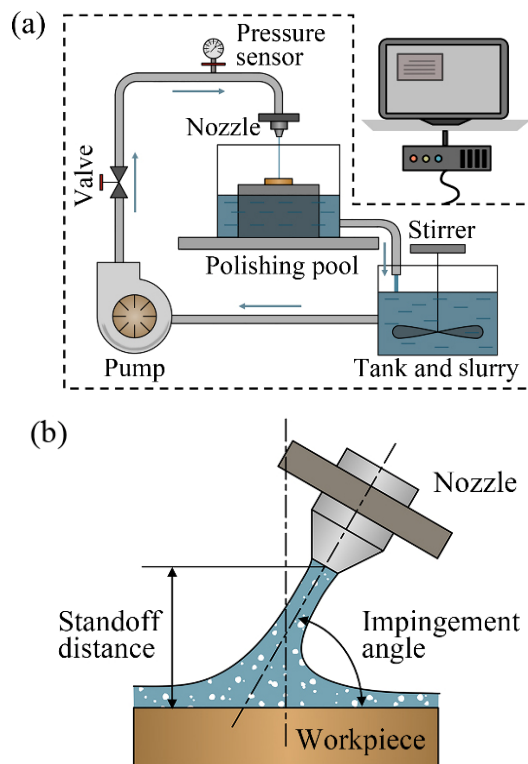 (a)
Pressure
sensor
Nozzle
Valve
Stirrer
Polishing pool
Pump
Tank and slurry
(b)
Nozzle
Standoff
distance
Impingement
angle
Workpiece